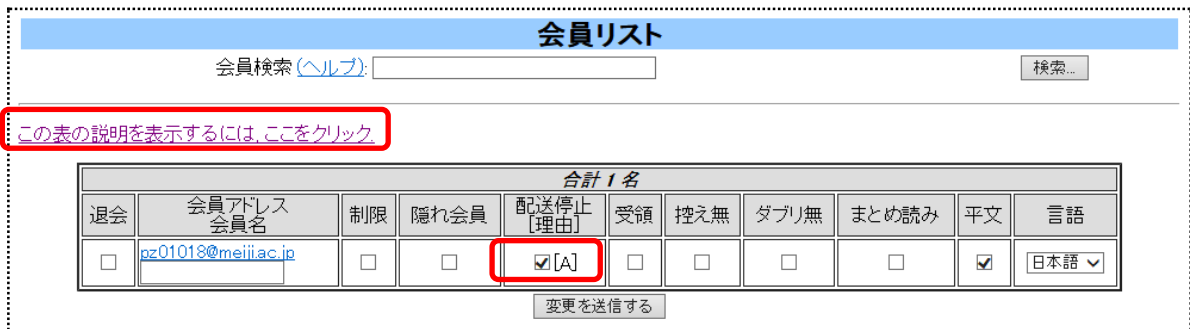 会員リスト
会員検索 (ヘルプ): 検索...
この表の説明を表示するには, ここをクリック.
合計 1 名
退会 会員アドレス 会員名 制限 隠れ会員 配送停止 [理由] 受領 控え無 ダブリ無 まとめ読み 平文 言語
pz01018@meiji.ac.jp [A] 日本語
変更を送信する